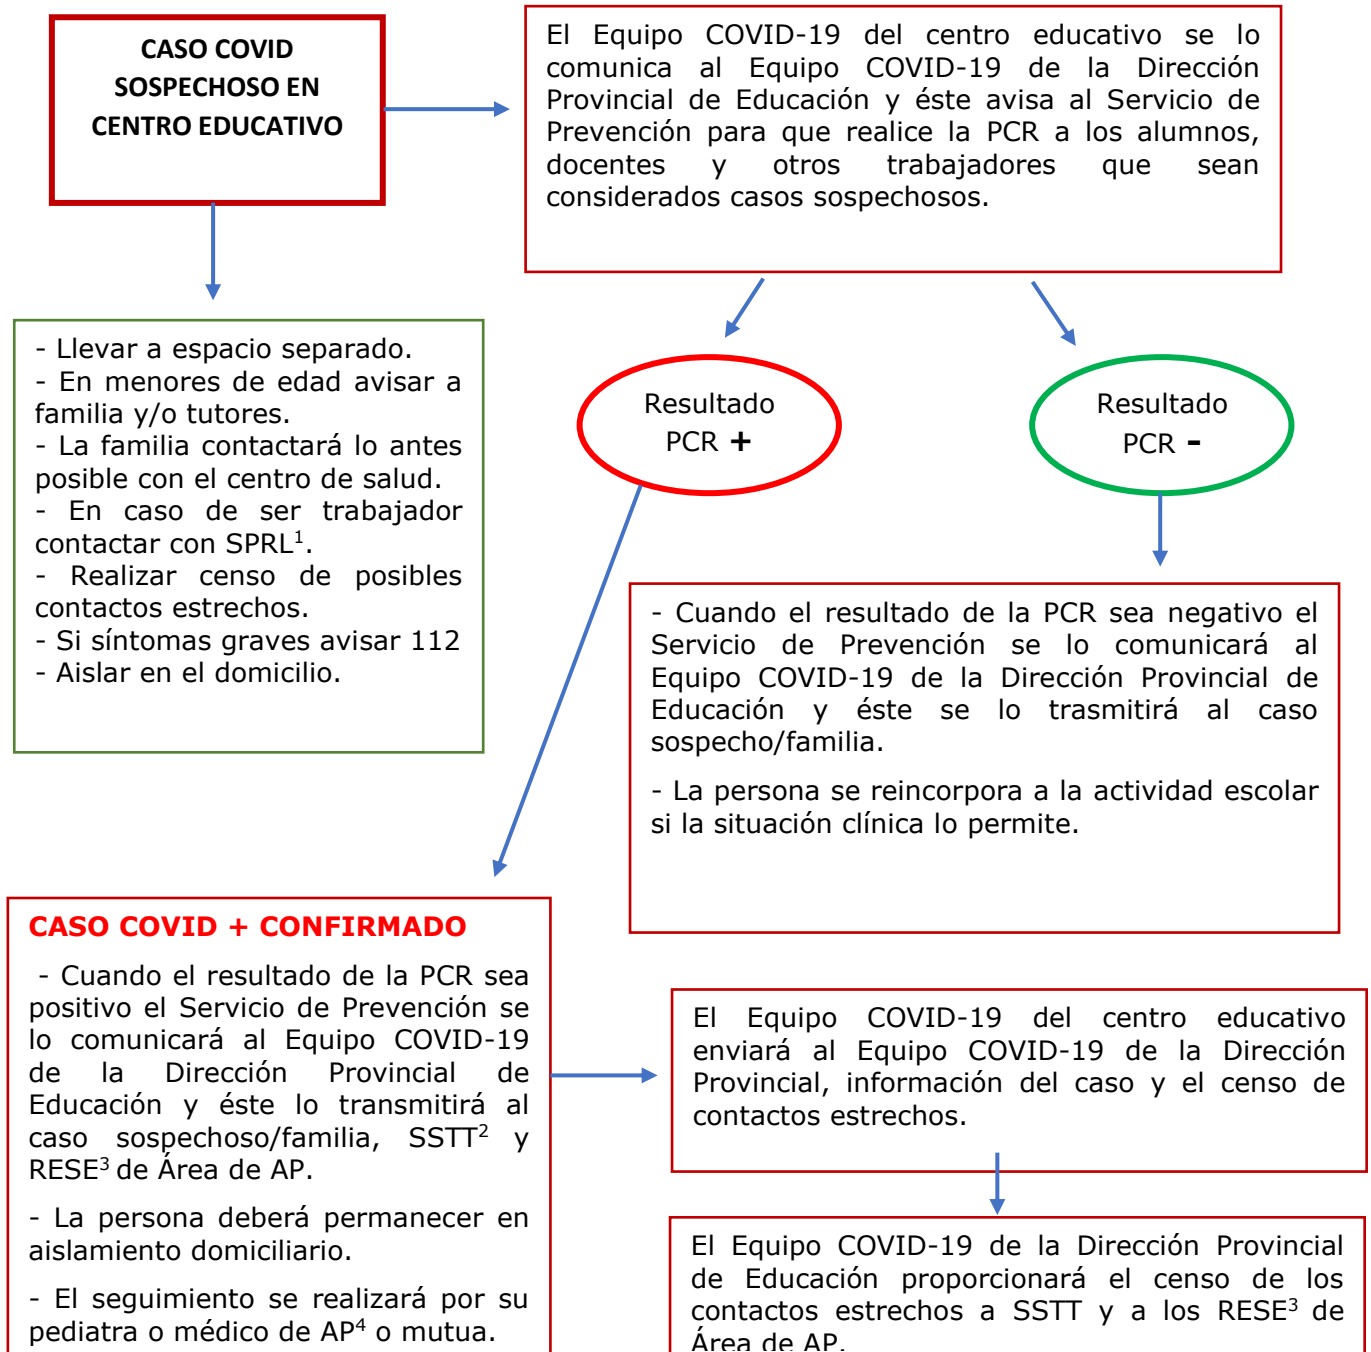 CASO COVID
SOSPECHOSO EN
CENTRO EDUCATIVO
El Equipo COVID-19 del centro educativo se lo
comunica al Equipo COVID-19 de la Dirección
Provincial de Educación y éste avisa al Servicio de
Prevención para que realice la PCR a los alumnos,
docentes y otros trabajadores que sean
considerados casos sospechosos.
- Llevar a espacio separado.
- En menores de edad avisar a
familia y/o tutores.
- La familia contactará lo antes
posible con el centro de salud.
- En caso de ser trabajador
contactar con SPRL¹.
- Realizar censo de posibles
contactos estrechos.
- Si síntomas graves avisar 112
- Aislar en el domicilio.
Resultado
PCR +
Resultado
PCR -
- Cuando el resultado de la PCR sea negativo el
Servicio de Prevención se lo comunicará al
Equipo COVID-19 de la Dirección Provincial de
Educación y éste se lo trasmitirá al caso
sospecho/familia.
- La persona se reincorpora a la actividad escolar
si la situación clínica lo permite.
CASO COVID + CONFIRMADO
- Cuando el resultado de la PCR sea
positivo el Servicio de Prevención se
lo comunicará al Equipo COVID-19
de la Dirección Provincial de
Educación y éste lo transmitirá al
caso sospechoso/familia, SSTT² y
RESE³ de Área de AP.
- La persona deberá permanecer en
aislamiento domiciliario.
- El seguimiento se realizará por su
pediatra o médico de AP⁴ o mutua.
El Equipo COVID-19 del centro educativo
enviará al Equipo COVID-19 de la Dirección
Provincial, información del caso y el censo de
contactos estrechos.
El Equipo COVID-19 de la Dirección Provincial
de Educación proporcionará el censo de los
contactos estrechos a SSTT y a los RESE³ de
Área de AP.